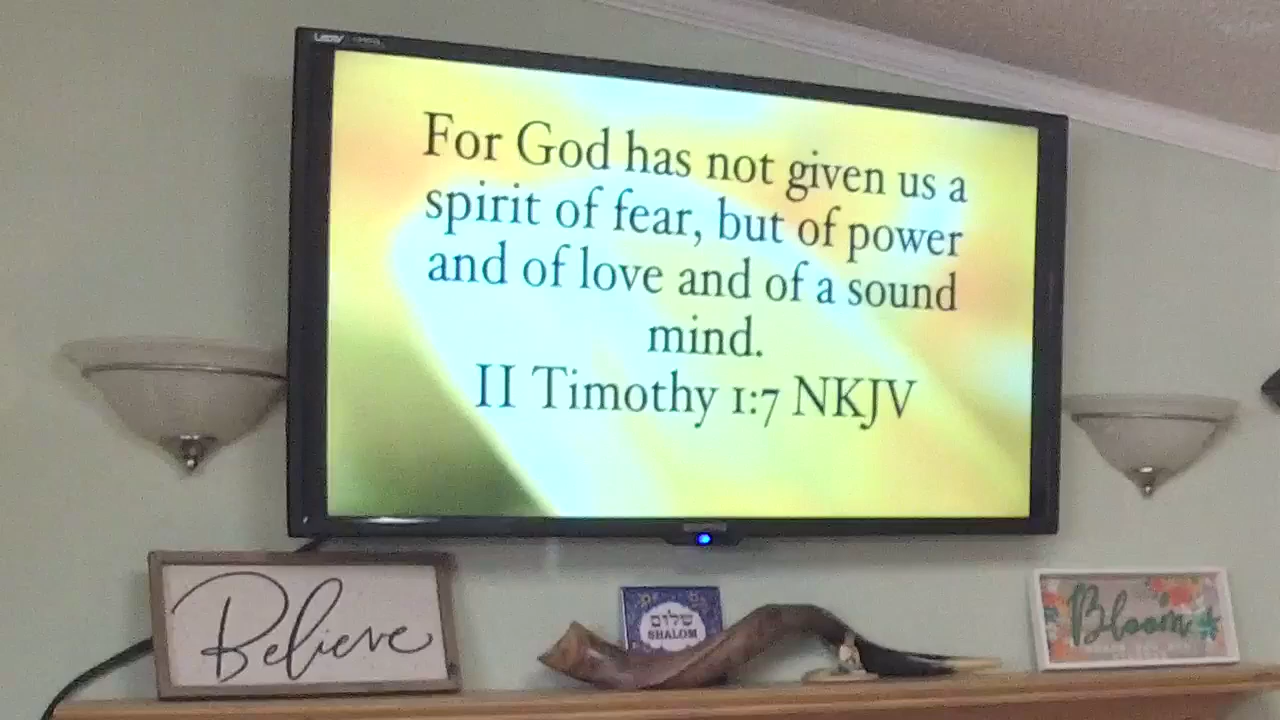 For God has not given us a
spirit of fear, but of power
and of love and of a sound
mind.
II Timothy 1:7 NKJV
Believe
שלום
SHALOM
Bloom